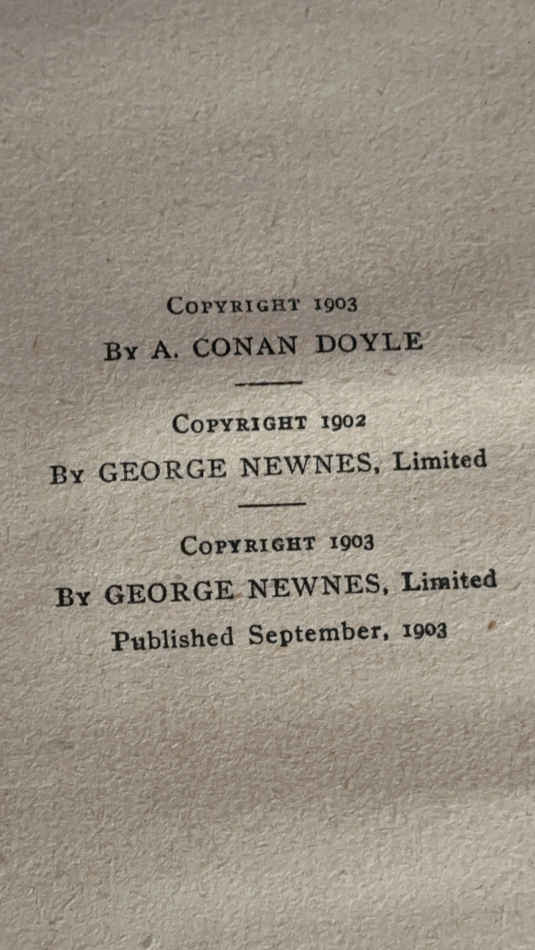 Copyright 1903
By A. CONAN DOYLE
Copyright 1902
By GEORGE NEWNES, Limited
Copyright 1903
By GEORGE NEWNES, Limited
Published September, 1903